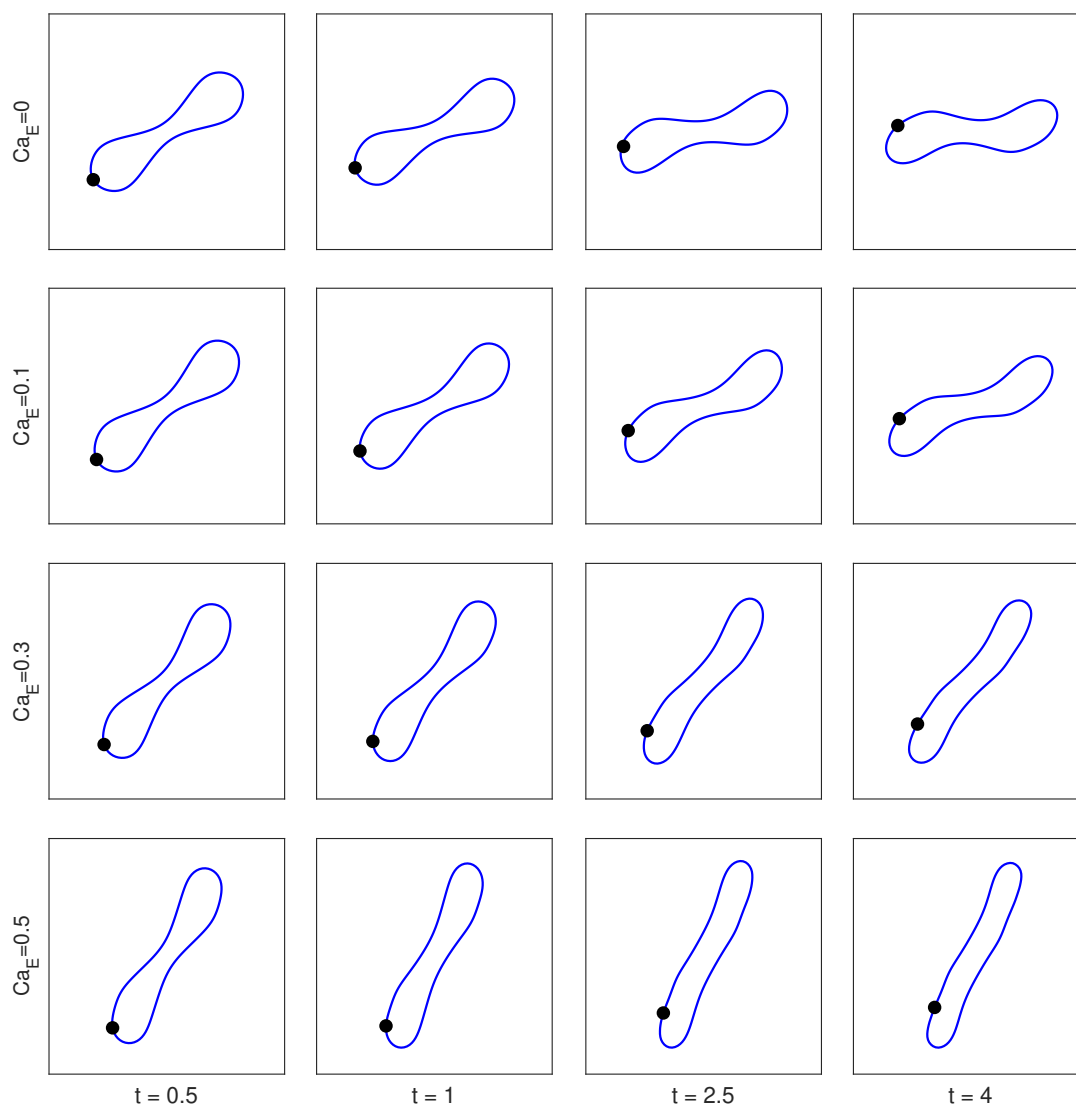 Ca_E=0
Ca_E=0.1
Ca_E=0.3
Ca_E=0.5
t = 0.5
t = 1
t = 2.5
t = 4